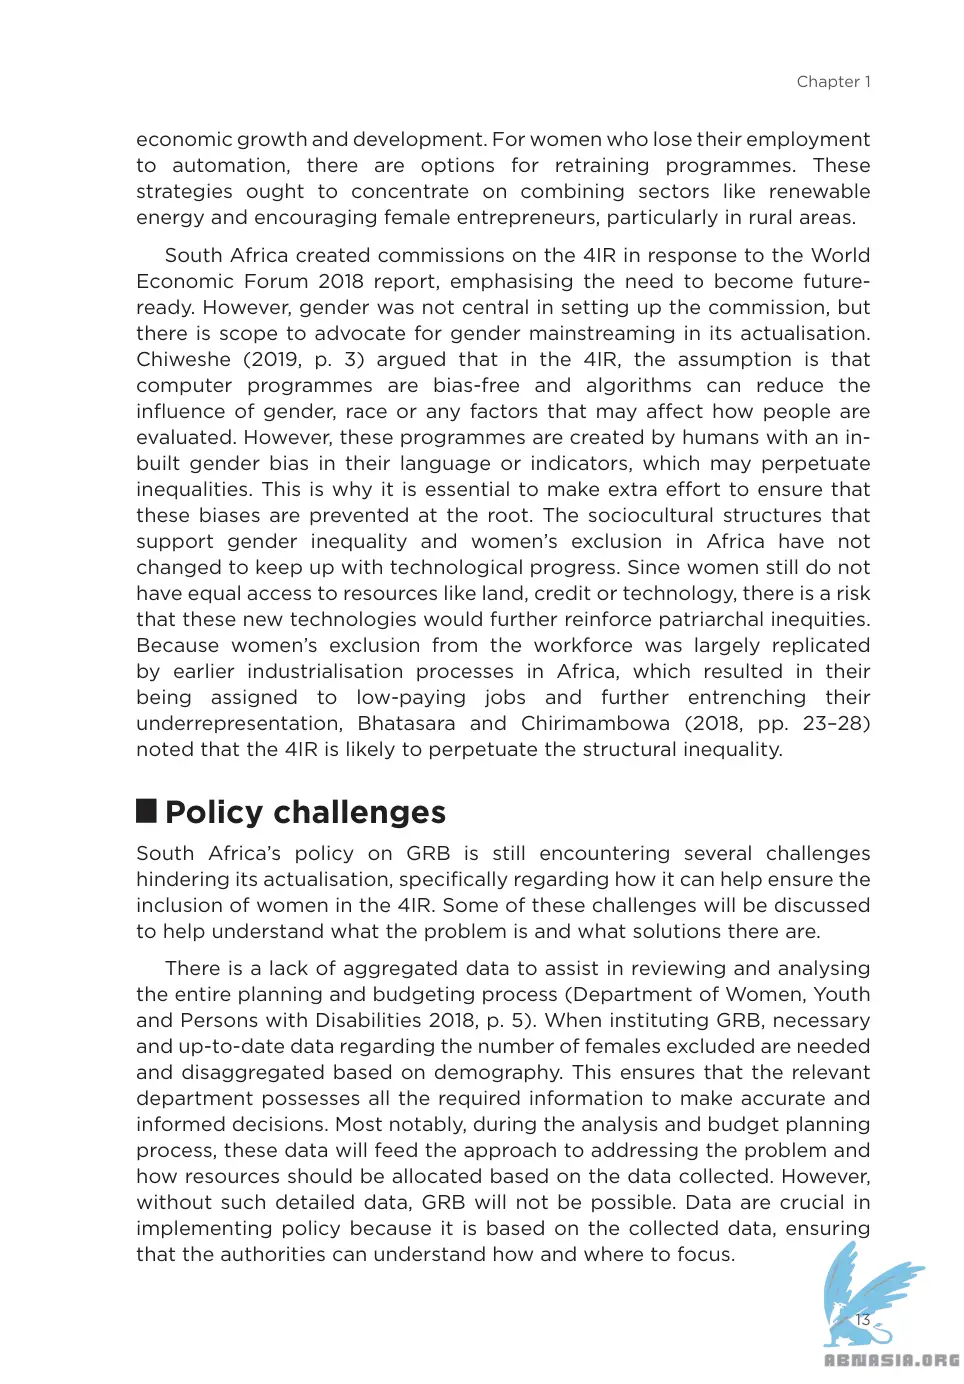 Chapter 1
economic growth and development. For women who lose their employment
to automation, there are options for retraining programmes. These
strategies ought to concentrate on combining sectors like renewable
energy and encouraging female entrepreneurs, particularly in rural areas.
South Africa created commissions on the 4IR in response to the World
Economic Forum 2018 report, emphasising the need to become future-
ready. However, gender was not central in setting up the commission, but
there is scope to advocate for gender mainstreaming in its actualisation.
Chiweshe (2019, p. 3) argued that in the 4IR, the assumption is that
computer programmes are bias-free and algorithms can reduce the
influence of gender, race or any factors that may affect how people are
evaluated. However, these programmes are created by humans with an in-
built gender bias in their language or indicators, which may perpetuate
inequalities. This is why it is essential to make extra effort to ensure that
these biases are prevented at the root. The sociocultural structures that
support gender inequality and women's exclusion in Africa have not
changed to keep up with technological progress. Since women still do not
have equal access to resources like land, credit or technology, there is a risk
that these new technologies would further reinforce patriarchal inequities.
Because women's exclusion from the workforce was largely replicated
by earlier industrialisation processes in Africa, which resulted in their
being assigned to low-paying jobs and further entrenching their
underrepresentation, Bhatasara and Chirimambowa (2018, pp. 23–28)
noted that the 4IR is likely to perpetuate the structural inequality.
Policy challenges
South Africa's policy on GRB is still encountering several challenges
hindering its actualisation, specifically regarding how it can help ensure the
inclusion of women in the 4IR. Some of these challenges will be discussed
to help understand what the problem is and what solutions there are.
There is a lack of aggregated data to assist in reviewing and analysing
the entire planning and budgeting process (Department of Women, Youth
and Persons with Disabilities 2018, p. 5). When instituting GRB, necessary
and up-to-date data regarding the number of females excluded are needed
and disaggregated based on demography. This ensures that the relevant
department possesses all the required information to make accurate and
informed decisions. Most notably, during the analysis and budget planning
process, these data will feed the approach to addressing the problem and
how resources should be allocated based on the data collected. However,
without such detailed data, GRB will not be possible. Data are crucial in
implementing policy because it is based on the collected data, ensuring
that the authorities can understand how and where to focus.
13
ABNASIA.ORG